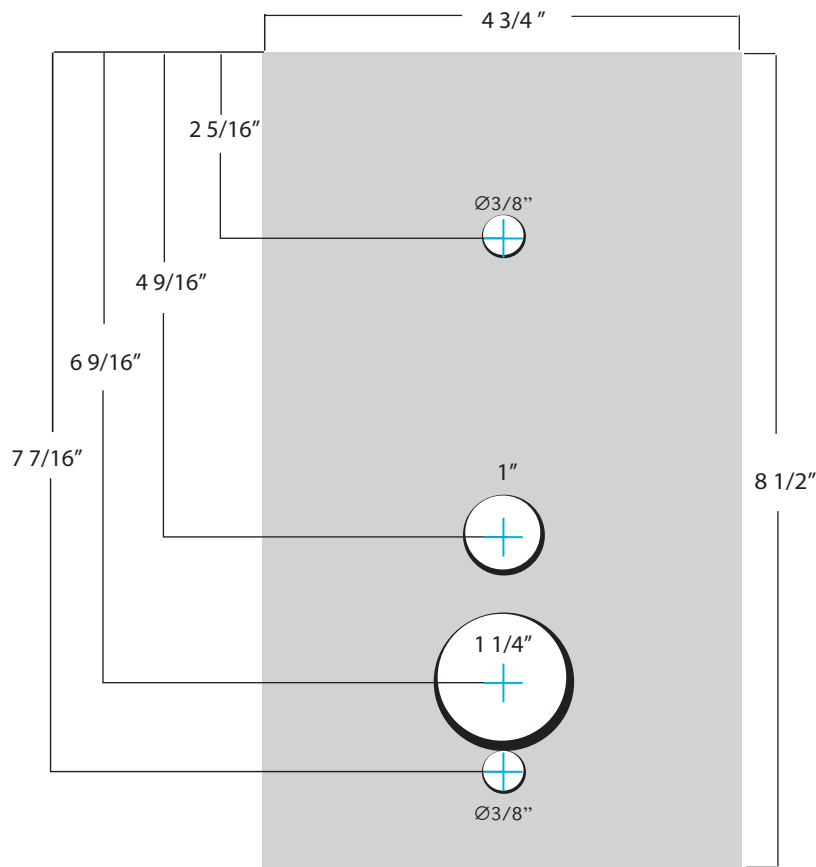 4 3/4 ″
2 5/16″
Ø3/8”
4 9/16″
6 9/16″
7 7/16″
1″
8 1/2″
1 1/4″
Ø3/8”